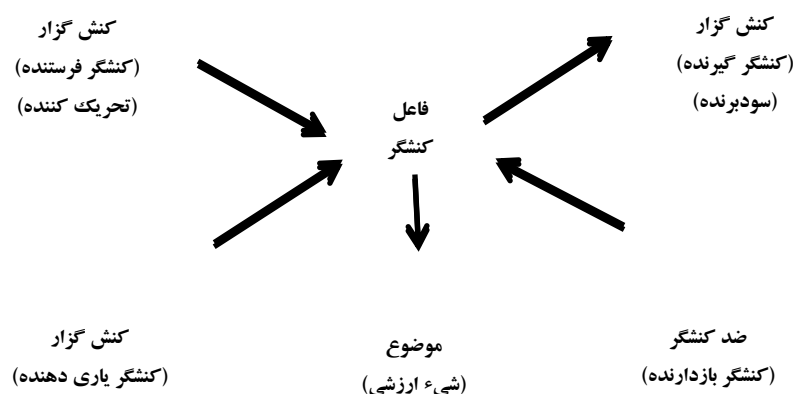 کنش گزار
(کنشگر گیرنده)
(سودبرنده)
کنش گزار
(کنشگر فرستنده)
(تحریک کننده)
فاعل
کنشگر
ضد کنشگر
(کنشگر بازدارنده)
موضوع
(شیء ارزشی)
کنش گزار
(کنشگر یاری دهنده)